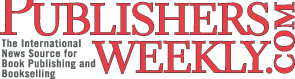 PUBLISHERS
WEEKLY.COM
The International
News Source for
Book Publishing and
Bookselling